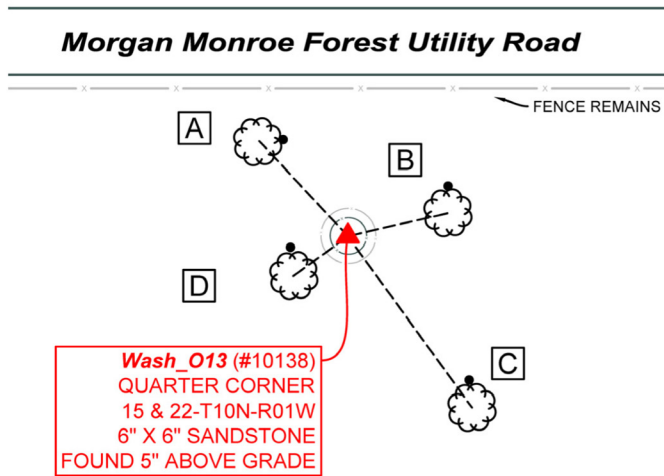 Morgan Monroe Forest Utility Road
x x x x x x x
FENCE REMAINS
A
B
D
C
Wash_O13 (#10138)
QUARTER CORNER
15 & 22-T10N-R01W
6" X 6" SANDSTONE
FOUND 5" ABOVE GRADE